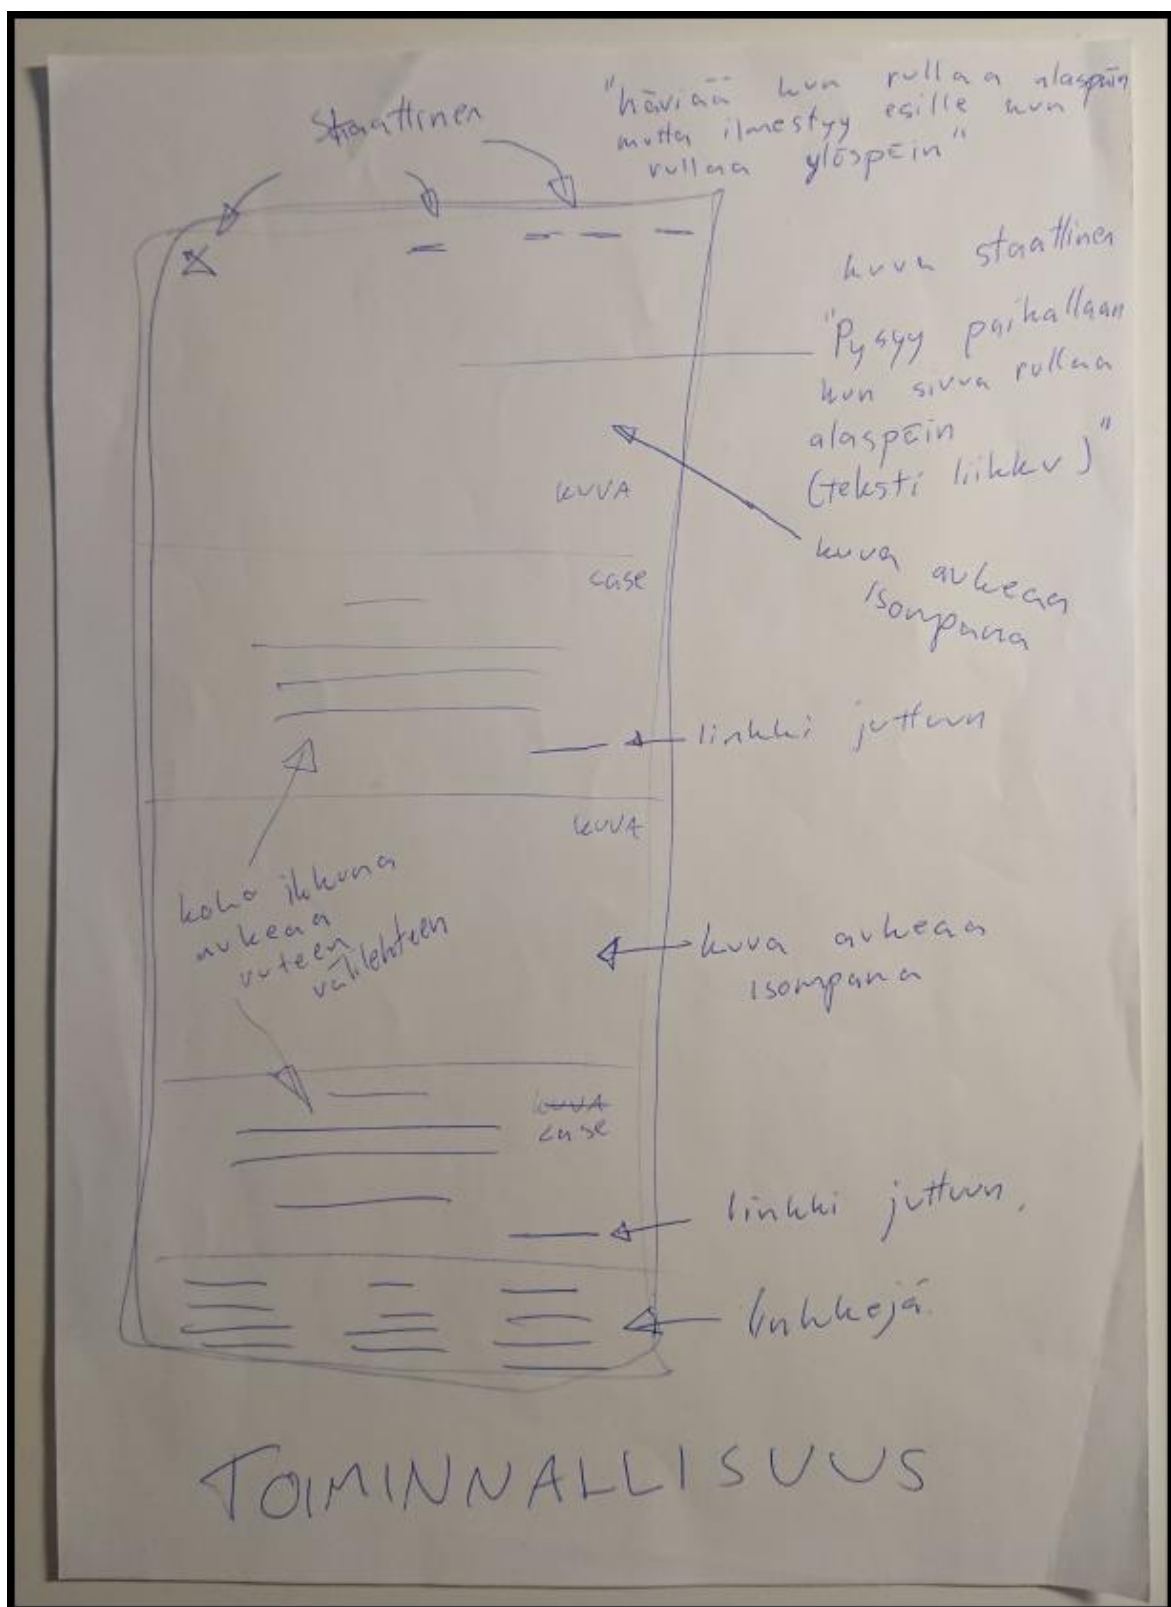 Staattinen
"häviää kun rullaa alaspäin
mutta ilmestyy esille kun
rullaa ylöspäin"
kuva staattinen
"Pysyy paikallaan
kun sivua rullaa
alaspäin
(teksti liikkuu)"
KUVA
kuva aukeaa
isompana
case
linkki juttuun
KUVA
koko ikkuna
aukeaa
uuteen
välilehteen
kuva aukeaa
isompana
KUVA
case
linkki juttuun.
linkkejä.
TOIMINNALLISUUS